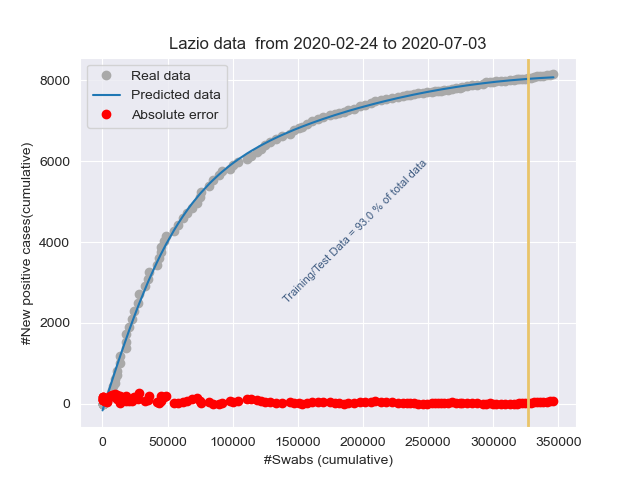 Lazio data  from 2020-02-24 to 2020-07-03
Real data
Predicted data
Absolute error
8000
6000
4000
2000
0
#New positive cases(cumulative)
Training/Test Data = 93.0 % of total data
0 50000 100000 150000 200000 250000 300000 350000
#Swabs (cumulative)